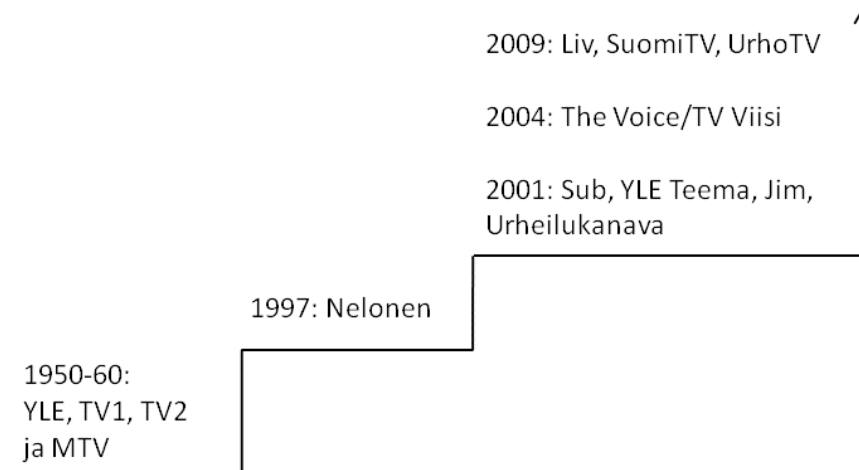 2009: Liv, SuomiTV, UrhoTV
2004: The Voice/TV Viisi
2001: Sub, YLE Teema, Jim,
Urheilukanava
1997: Nelonen
1950-60:
YLE, TV1, TV2
ja MTV